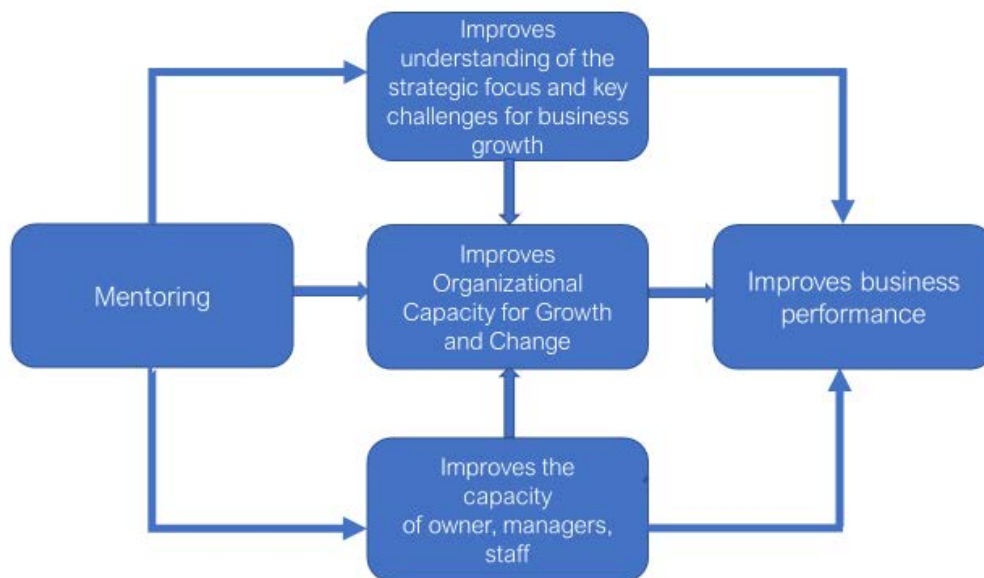 Improves
understanding of the
strategic focus and key
challenges for business
growth
Mentoring
Improves
Organizational
Capacity for Growth
and Change
Improves business
performance
Improves the
capacity
of owner, managers,
staff